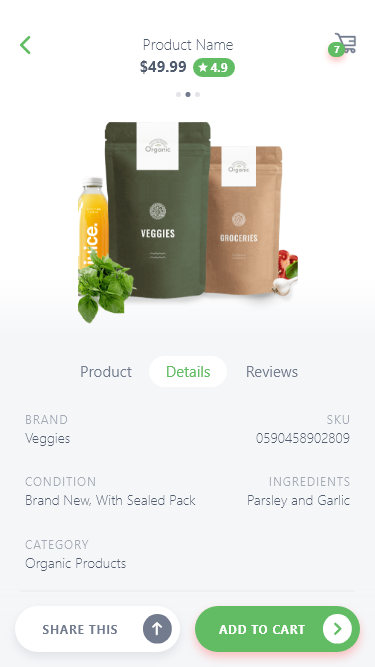 Product Name
7
$49.99 ★ 4.9
Organic
Organic
juice.
VEGGIES
GROCERIES
Product Details Reviews
BRAND SKU
Veggies 0590458902809
CONDITION INGREDIENTS
Brand New, With Sealed Pack Parsley and Garlic
CATEGORY
Organic Products
SHARE THIS ADD TO CART